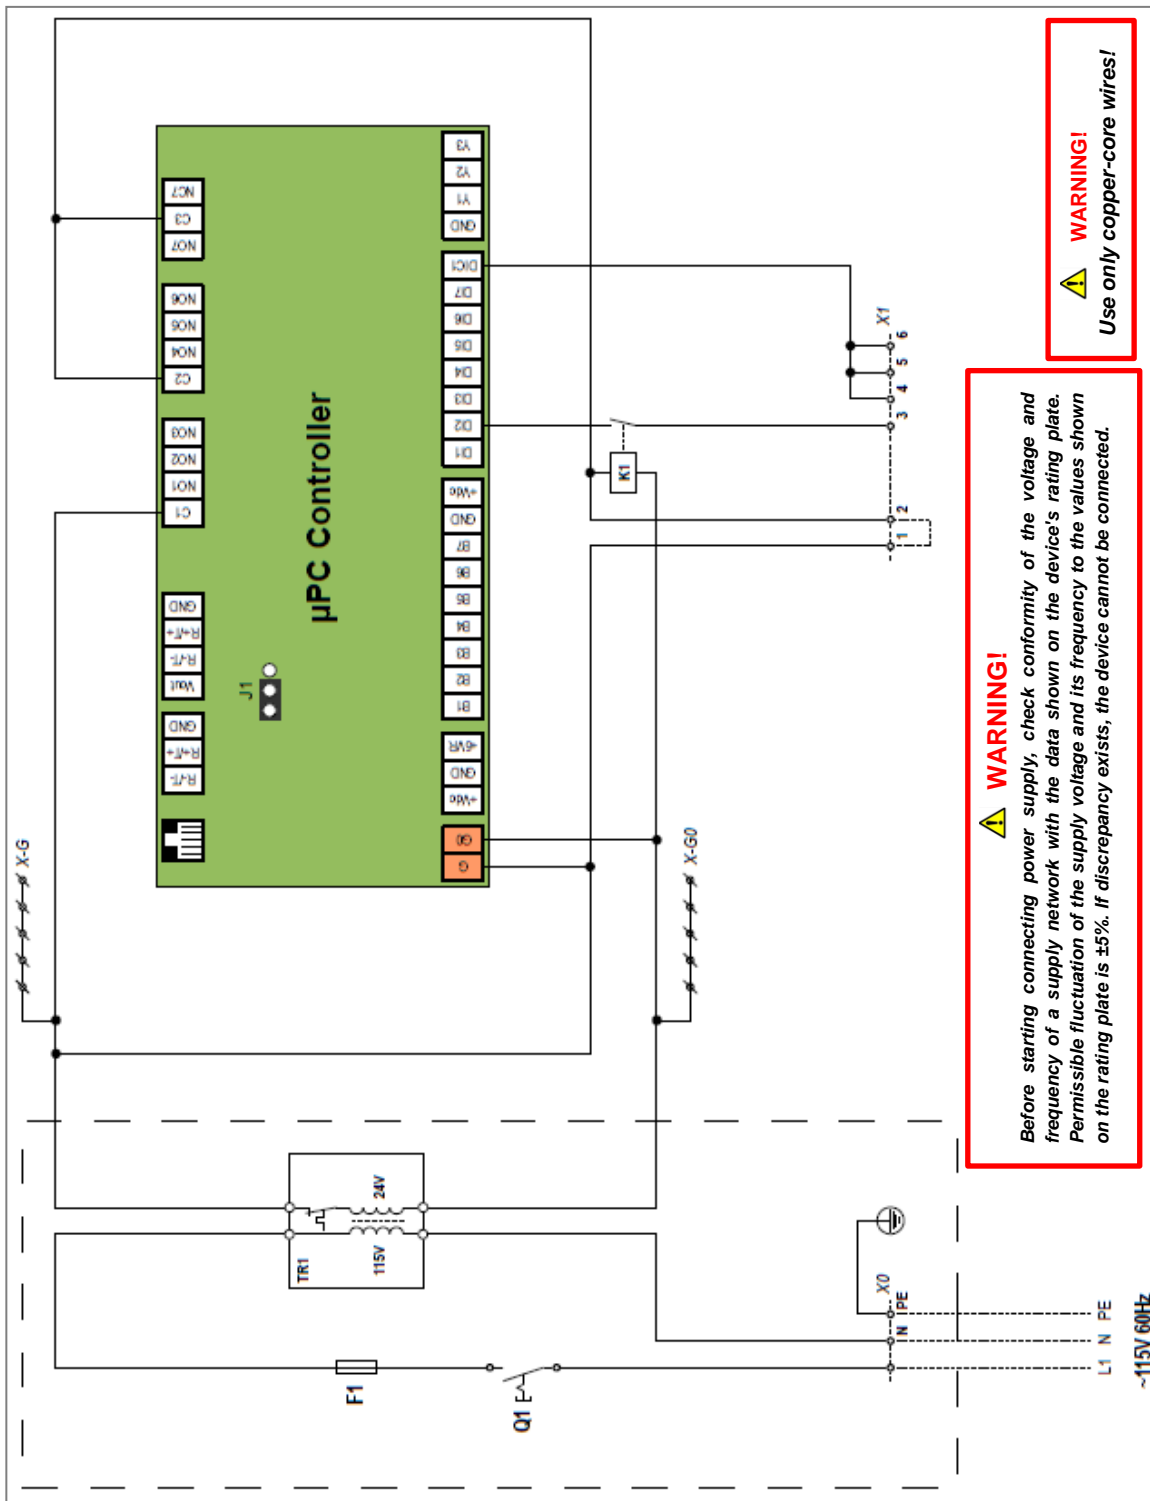 X-G
NC7
C3
NO7
NO6
NO5
NO4
C2
NO3
NO2
NO1
C1
GND
R+/T+
R-/T-
Vout
GND
R+/T+
R-/T-
J1
µPC Controller
Y3
Y2
Y1
GND
DIC1
DI7
DI6
DI5
DI4
DI3
DI2
DI1
+Vdc
GND
B7
B6
B5
B4
B3
B2
B1
+5VR
GND
+Vdc
G0
G
X-G0
K1
X1
1
2
3
4
5
6
TR1
115V
24V
F1
Q1
X0
N
PE
L1 N PE
~115V 60Hz
WARNING!
Before starting connecting power supply, check conformity of the voltage and
frequency of a supply network with the data shown on the device's rating plate.
Permissible fluctuation of the supply voltage and its frequency to the values shown
on the rating plate is ±5%. If discrepancy exists, the device cannot be connected.
WARNING!
Use only copper-core wires!